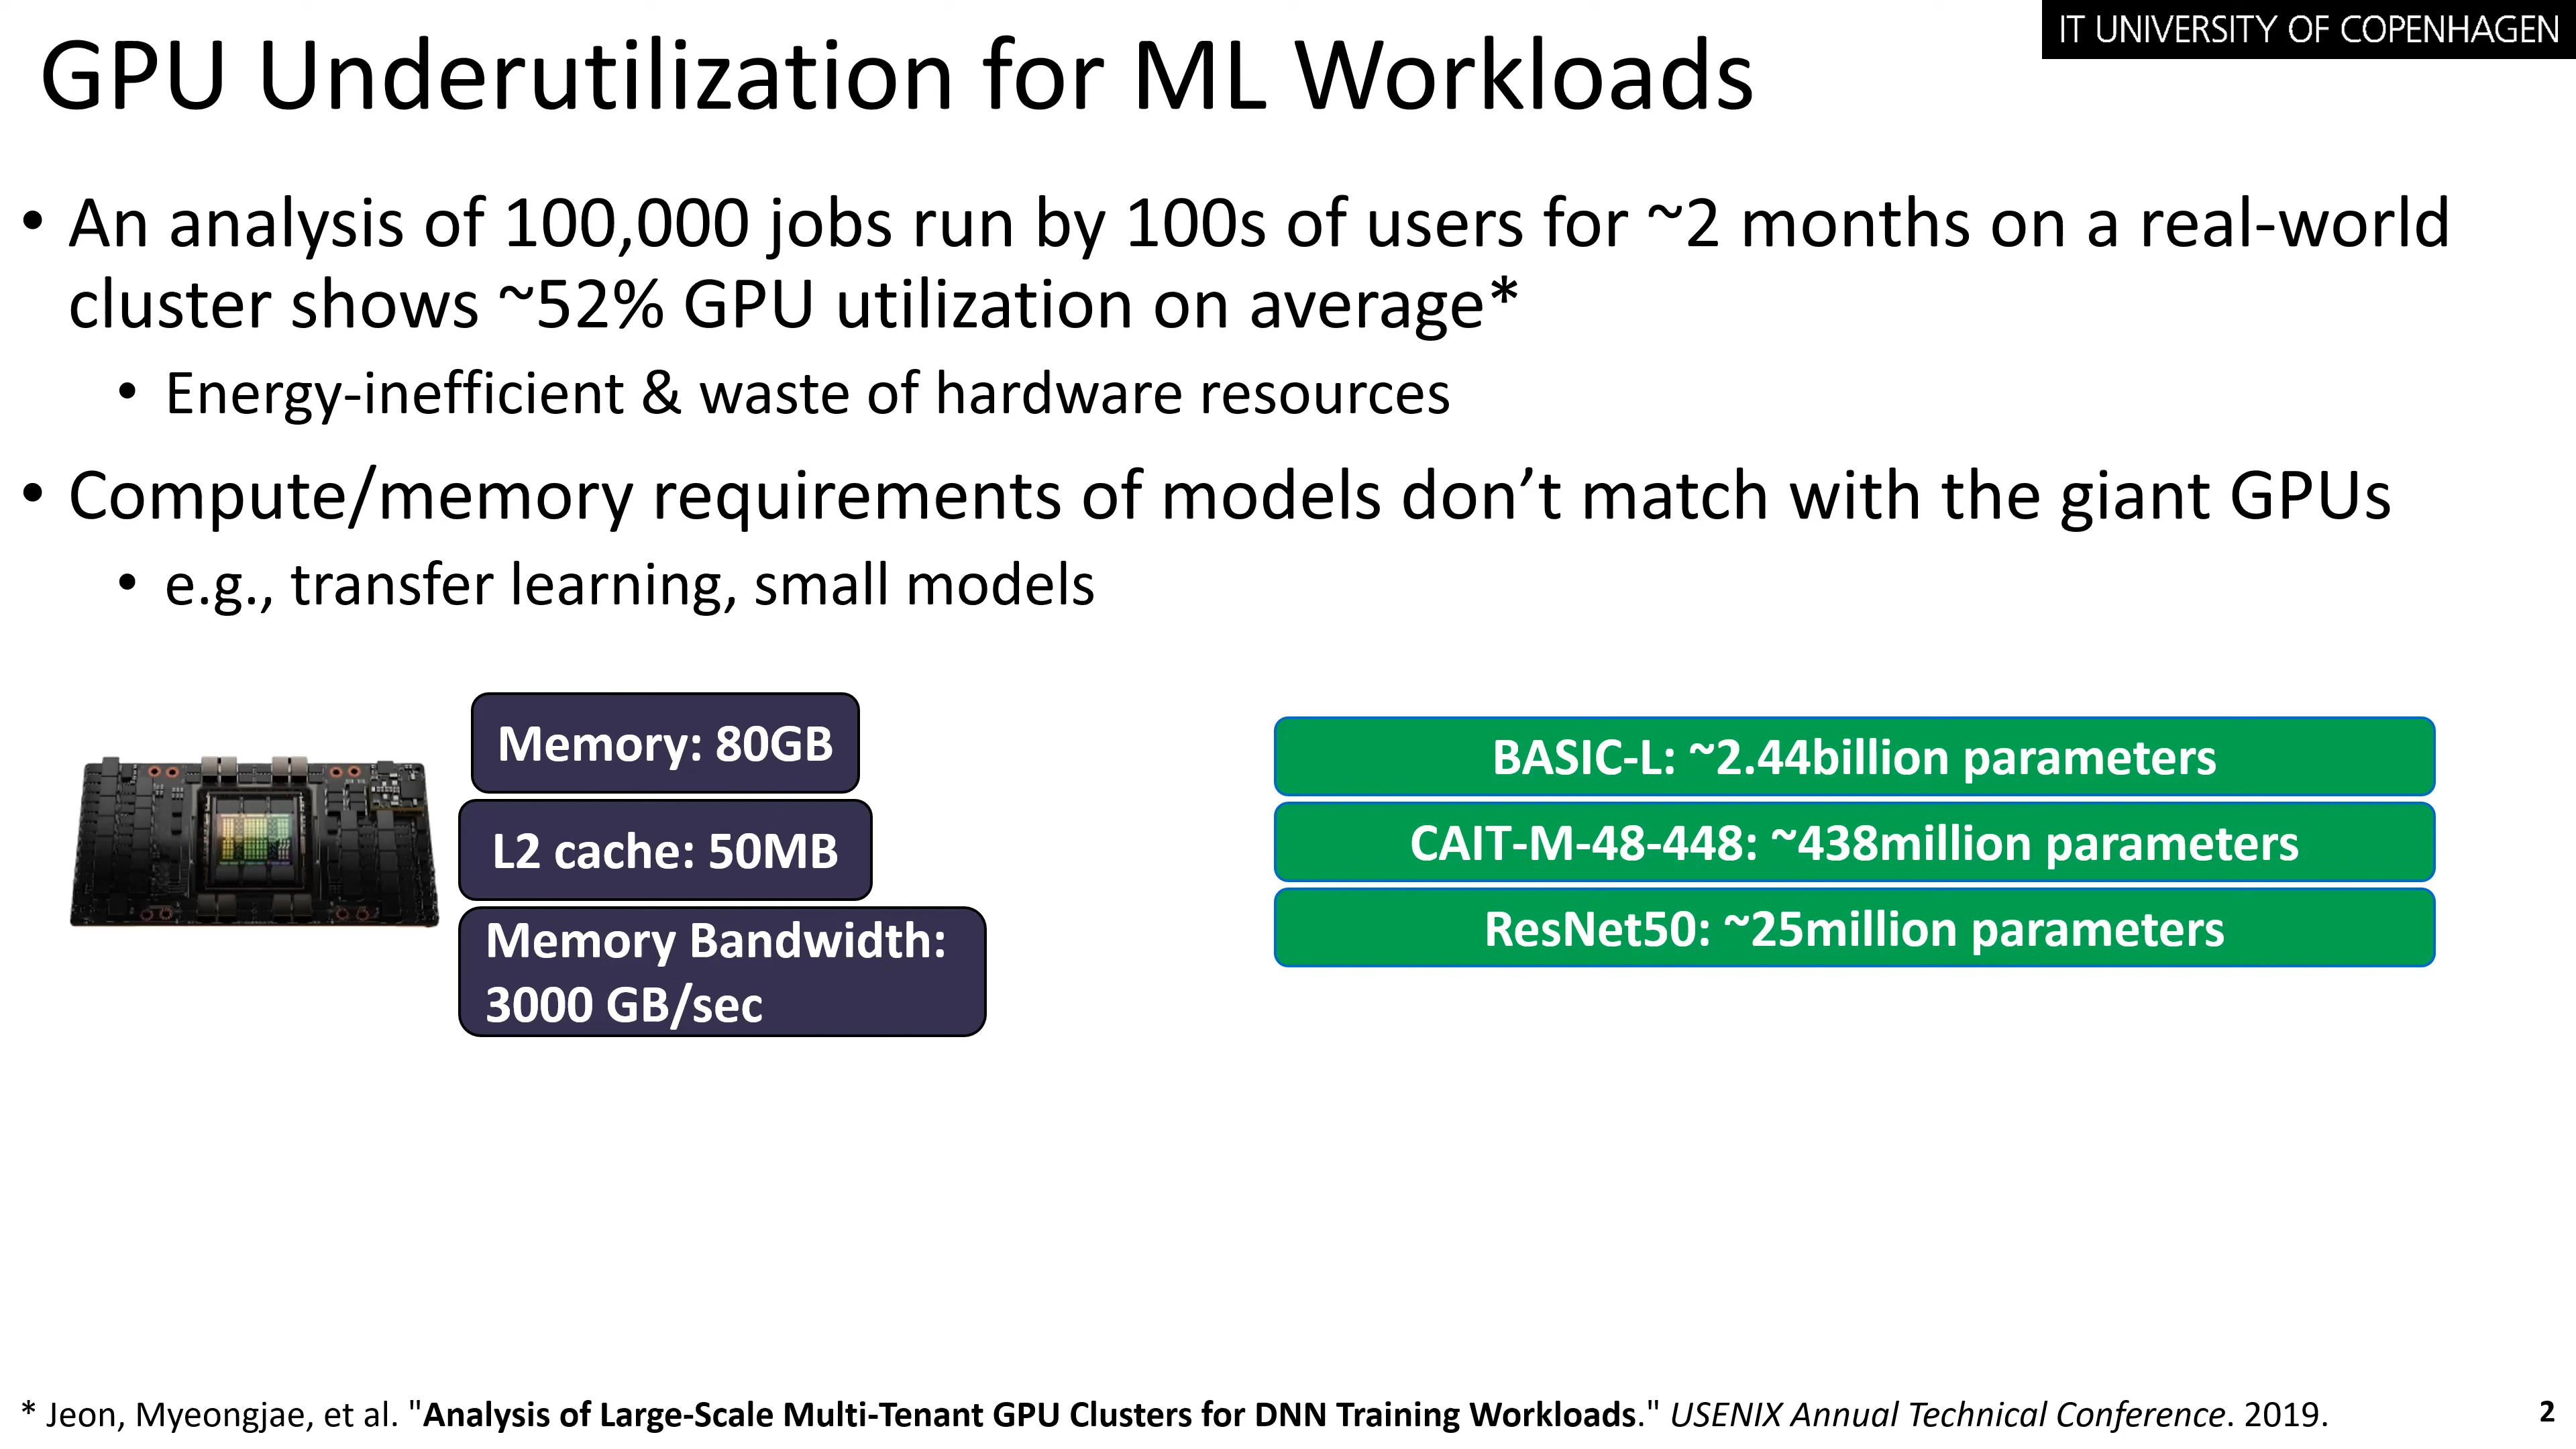 IT UNIVERSITY OF COPENHAGEN
GPU Underutilization for ML Workloads
• An analysis of 100,000 jobs run by 100s of users for ~2 months on a real-world
cluster shows ~52% GPU utilization on average*
• Energy-inefficient & waste of hardware resources
• Compute/memory requirements of models don’t match with the giant GPUs
• e.g., transfer learning, small models
Memory: 80GB
L2 cache: 50MB
Memory Bandwidth:
3000 GB/sec
BASIC-L: ~2.44billion parameters
CAIT-M-48-448: ~438million parameters
ResNet50: ~25million parameters
* Jeon, Myeongjae, et al. "Analysis of Large-Scale Multi-Tenant GPU Clusters for DNN Training Workloads." USENIX Annual Technical Conference. 2019.
2